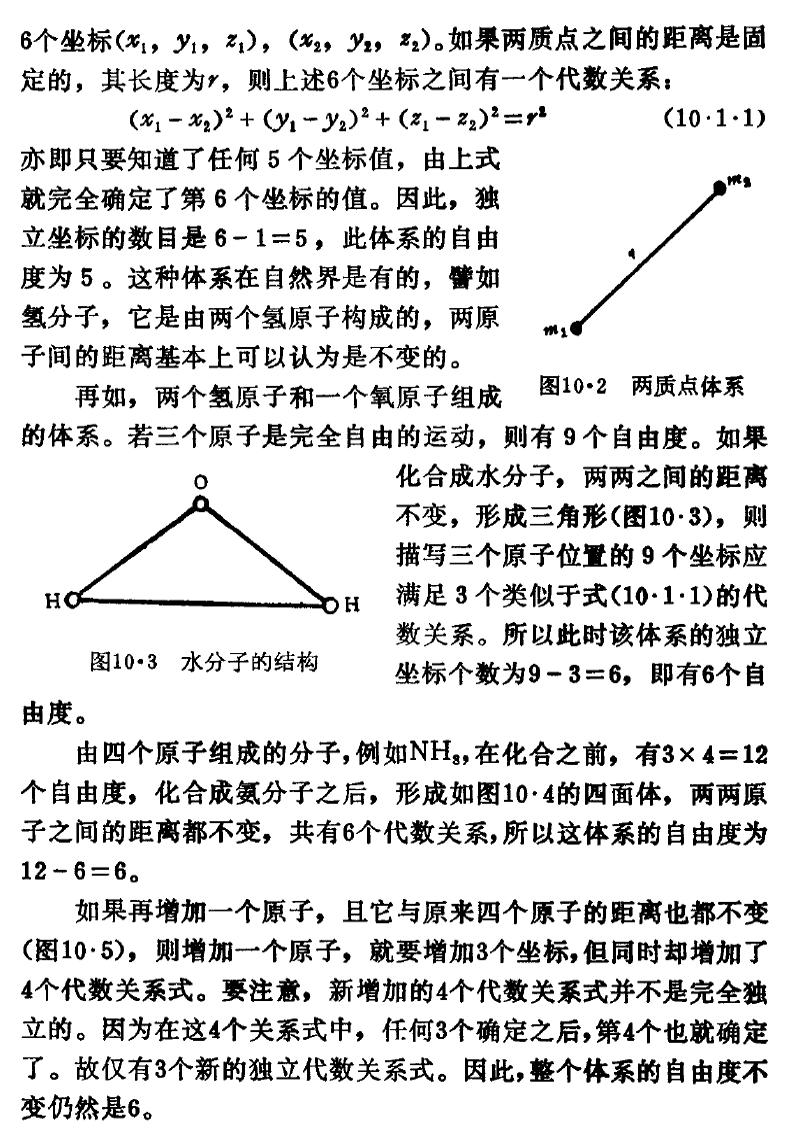 6个坐标(x₁，y₁，z₁)，(x₂，y₂，z₂)。如果两质点之间的距离是固
定的，其长度为r，则上述6个坐标之间有一个代数关系：
(x₁－x₂)²＋(y₁－y₂)²＋(z₁－z₂)²＝r² (10·1·1)
亦即只要知道了任何5个坐标值，由上式
就完全确定了第6个坐标的值。因此，独
立坐标的数目是6－1＝5，此体系的自由
度为5。这种体系在自然界是有的，譬如
氢分子，它是由两个氢原子构成的，两原
子间的距离基本上可以认为是不变的。
m₂
m₁
图10·2 两质点体系
再如，两个氢原子和一个氧原子组成
的体系。若三个原子是完全自由的运动，则有9个自由度。如果
化合成水分子，两两之间的距离
不变，形成三角形(图10·3)，则
描写三个原子位置的9个坐标应
满足3个类似于式(10·1·1)的代
数关系。所以此时该体系的独立
坐标个数为9－3＝6，即有6个自
O
H H
图10·3 水分子的结构
由度。
由四个原子组成的分子，例如NH₃，在化合之前，有3×4＝12
个自由度，化合成氨分子之后，形成如图10·4的四面体，两两原
子之间的距离都不变，共有6个代数关系，所以这体系的自由度为
12－6＝6。
如果再增加一个原子，且它与原来四个原子的距离也都不变
(图10·5)，则增加一个原子，就要增加3个坐标，但同时却增加了
4个代数关系式。要注意，新增加的4个代数关系式并不是完全独
立的。因为在这4个关系式中，任何3个确定之后，第4个也就确定
了。故仅有3个新的独立代数关系式。因此，整个体系的自由度不
变仍然是6。